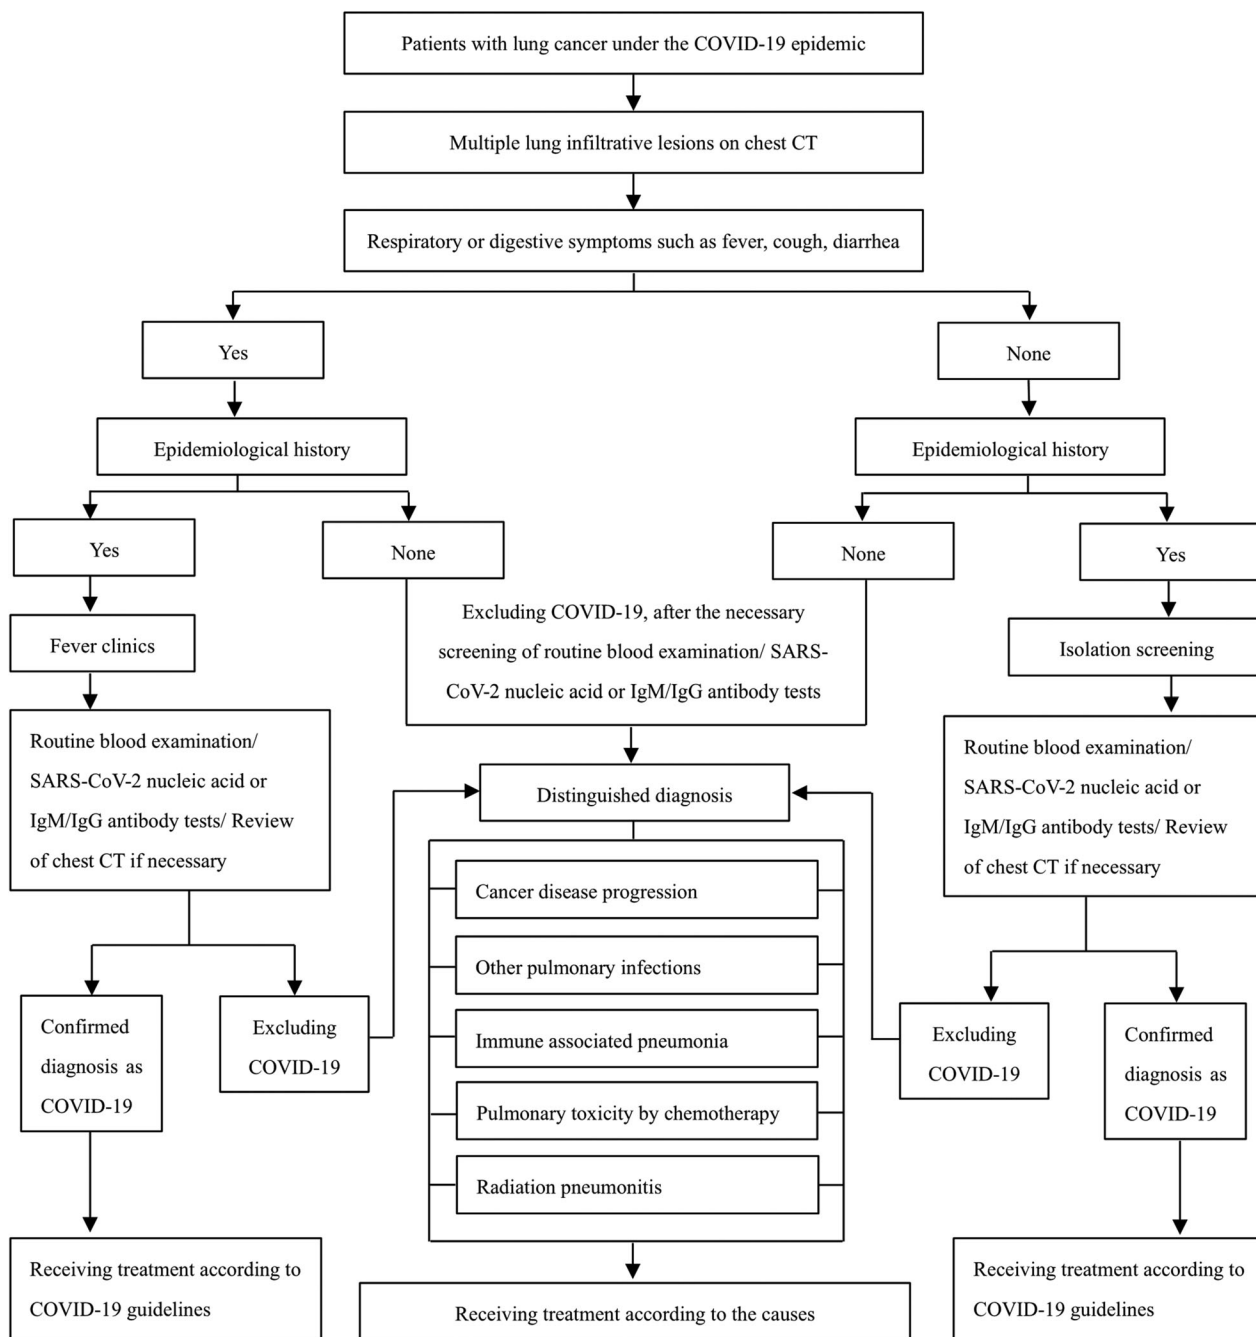 Patients with lung cancer under the COVID-19 epidemic
Multiple lung infiltrative lesions on chest CT
Respiratory or digestive symptoms such as fever, cough, diarrhea
Yes
None
Epidemiological history
Epidemiological history
Yes
None
None
Yes
Fever clinics
Excluding COVID-19, after the necessary
screening of routine blood examination/ SARS-
CoV-2 nucleic acid or IgM/IgG antibody tests
Isolation screening
Routine blood examination/
SARS-CoV-2 nucleic acid or
IgM/IgG antibody tests/ Review
of chest CT if necessary
Distinguished diagnosis
Routine blood examination/
SARS-CoV-2 nucleic acid or
IgM/IgG antibody tests/ Review
of chest CT if necessary
Cancer disease progression
Other pulmonary infections
Immune associated pneumonia
Pulmonary toxicity by chemotherapy
Radiation pneumonitis
Confirmed
diagnosis as
COVID-19
Excluding
COVID-19
Excluding
COVID-19
Confirmed
diagnosis as
COVID-19
Receiving treatment according to
COVID-19 guidelines
Receiving treatment according to the causes
Receiving treatment according to
COVID-19 guidelines